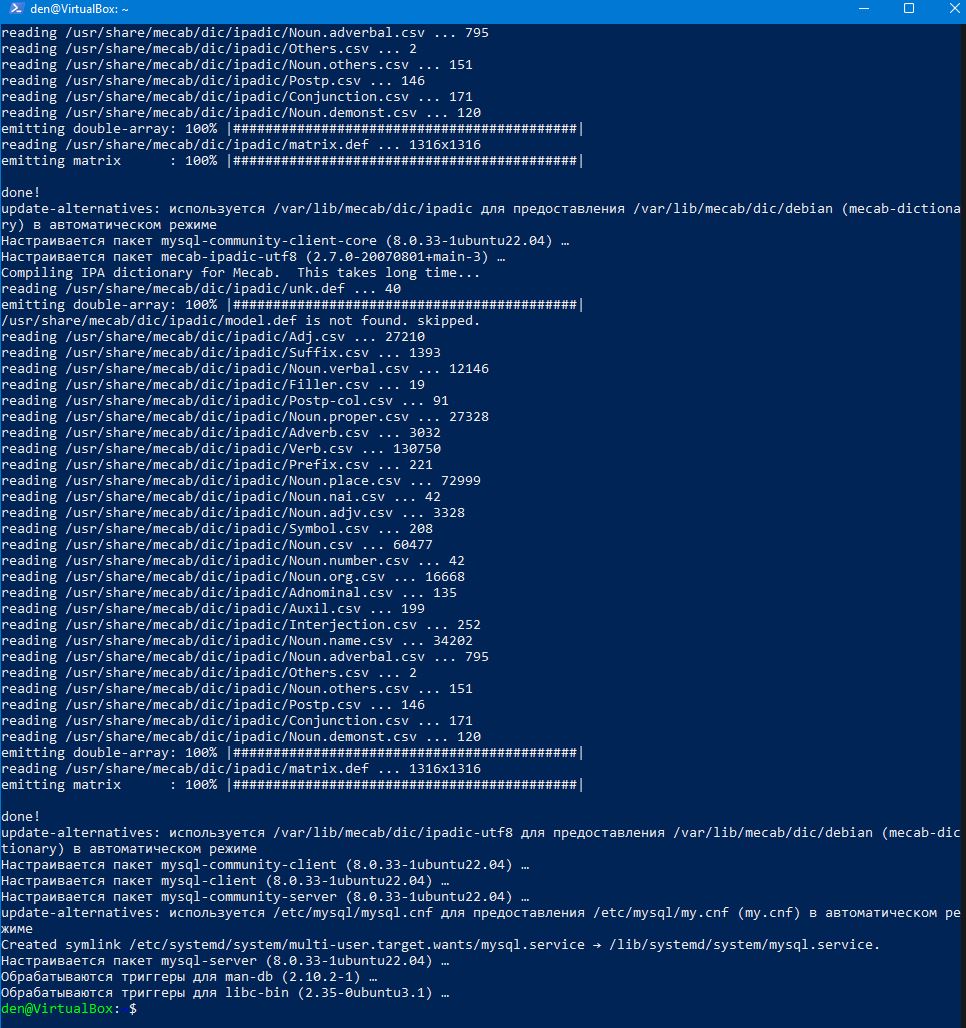 den@VirtualBox: ~
reading /usr/share/mecab/dic/ipadic/Noun.adverbal.csv ... 795
reading /usr/share/mecab/dic/ipadic/Others.csv ... 2
reading /usr/share/mecab/dic/ipadic/Noun.others.csv ... 151
reading /usr/share/mecab/dic/ipadic/Postp.csv ... 146
reading /usr/share/mecab/dic/ipadic/Conjunction.csv ... 171
reading /usr/share/mecab/dic/ipadic/Noun.demonst.csv ... 120
emitting double-array: 100% |###########################################|
reading /usr/share/mecab/dic/ipadic/matrix.def ... 1316x1316
emitting matrix      : 100% |###########################################|
done!
update-alternatives: используется /var/lib/mecab/dic/ipadic для предоставления /var/lib/mecab/dic/debian (mecab-dictiona
ry) в автоматическом режиме
Настраивается пакет mysql-community-client-core (8.0.33-1ubuntu22.04) …
Настраивается пакет mecab-ipadic-utf8 (2.7.0-20070801+main-3) …
Compiling IPA dictionary for Mecab.  This takes long time...
reading /usr/share/mecab/dic/ipadic/unk.def ... 40
emitting double-array: 100% |###########################################|
/usr/share/mecab/dic/ipadic/model.def is not found. skipped.
reading /usr/share/mecab/dic/ipadic/Adj.csv ... 27210
reading /usr/share/mecab/dic/ipadic/Suffix.csv ... 1393
reading /usr/share/mecab/dic/ipadic/Noun.verbal.csv ... 12146
reading /usr/share/mecab/dic/ipadic/Filler.csv ... 19
reading /usr/share/mecab/dic/ipadic/Postp-col.csv ... 91
reading /usr/share/mecab/dic/ipadic/Noun.proper.csv ... 27328
reading /usr/share/mecab/dic/ipadic/Adverb.csv ... 3032
reading /usr/share/mecab/dic/ipadic/Verb.csv ... 130750
reading /usr/share/mecab/dic/ipadic/Prefix.csv ... 221
reading /usr/share/mecab/dic/ipadic/Noun.place.csv ... 72999
reading /usr/share/mecab/dic/ipadic/Noun.nai.csv ... 42
reading /usr/share/mecab/dic/ipadic/Noun.adjv.csv ... 3328
reading /usr/share/mecab/dic/ipadic/Symbol.csv ... 208
reading /usr/share/mecab/dic/ipadic/Noun.csv ... 60477
reading /usr/share/mecab/dic/ipadic/Noun.number.csv ... 42
reading /usr/share/mecab/dic/ipadic/Noun.org.csv ... 16668
reading /usr/share/mecab/dic/ipadic/Adnominal.csv ... 135
reading /usr/share/mecab/dic/ipadic/Auxil.csv ... 199
reading /usr/share/mecab/dic/ipadic/Interjection.csv ... 252
reading /usr/share/mecab/dic/ipadic/Noun.name.csv ... 34202
reading /usr/share/mecab/dic/ipadic/Noun.adverbal.csv ... 795
reading /usr/share/mecab/dic/ipadic/Others.csv ... 2
reading /usr/share/mecab/dic/ipadic/Noun.others.csv ... 151
reading /usr/share/mecab/dic/ipadic/Postp.csv ... 146
reading /usr/share/mecab/dic/ipadic/Conjunction.csv ... 171
reading /usr/share/mecab/dic/ipadic/Noun.demonst.csv ... 120
emitting double-array: 100% |###########################################|
reading /usr/share/mecab/dic/ipadic/matrix.def ... 1316x1316
emitting matrix      : 100% |###########################################|
done!
update-alternatives: используется /var/lib/mecab/dic/ipadic-utf8 для предоставления /var/lib/mecab/dic/debian (mecab-dic
tionary) в автоматическом режиме
Настраивается пакет mysql-community-client (8.0.33-1ubuntu22.04) …
Настраивается пакет mysql-client (8.0.33-1ubuntu22.04) …
Настраивается пакет mysql-community-server (8.0.33-1ubuntu22.04) …
update-alternatives: используется /etc/mysql/mysql.cnf для предоставления /etc/mysql/my.cnf (my.cnf) в автоматическом ре
жиме
Created symlink /etc/systemd/system/multi-user.target.wants/mysql.service → /lib/systemd/system/mysql.service.
Настраивается пакет mysql-server (8.0.33-1ubuntu22.04) …
Обрабатываются триггеры для man-db (2.10.2-1) …
Обрабатываются триггеры для libc-bin (2.35-0ubuntu3.1) …
den@VirtualBox: $